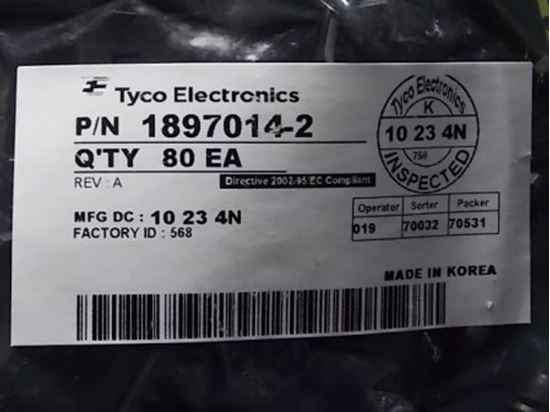 Tyco Electronics
P/N 1897014-2
Q'TY 80 EA
REV : A
Directive 2002/95/EC Compliant
MFG DC : 10 23 4N
FACTORY ID : 568
Tyco Electronics
K
10 23 4N
758
INSPECTED
Operator Sorter Packer
019 70032 70531
MADE IN KOREA